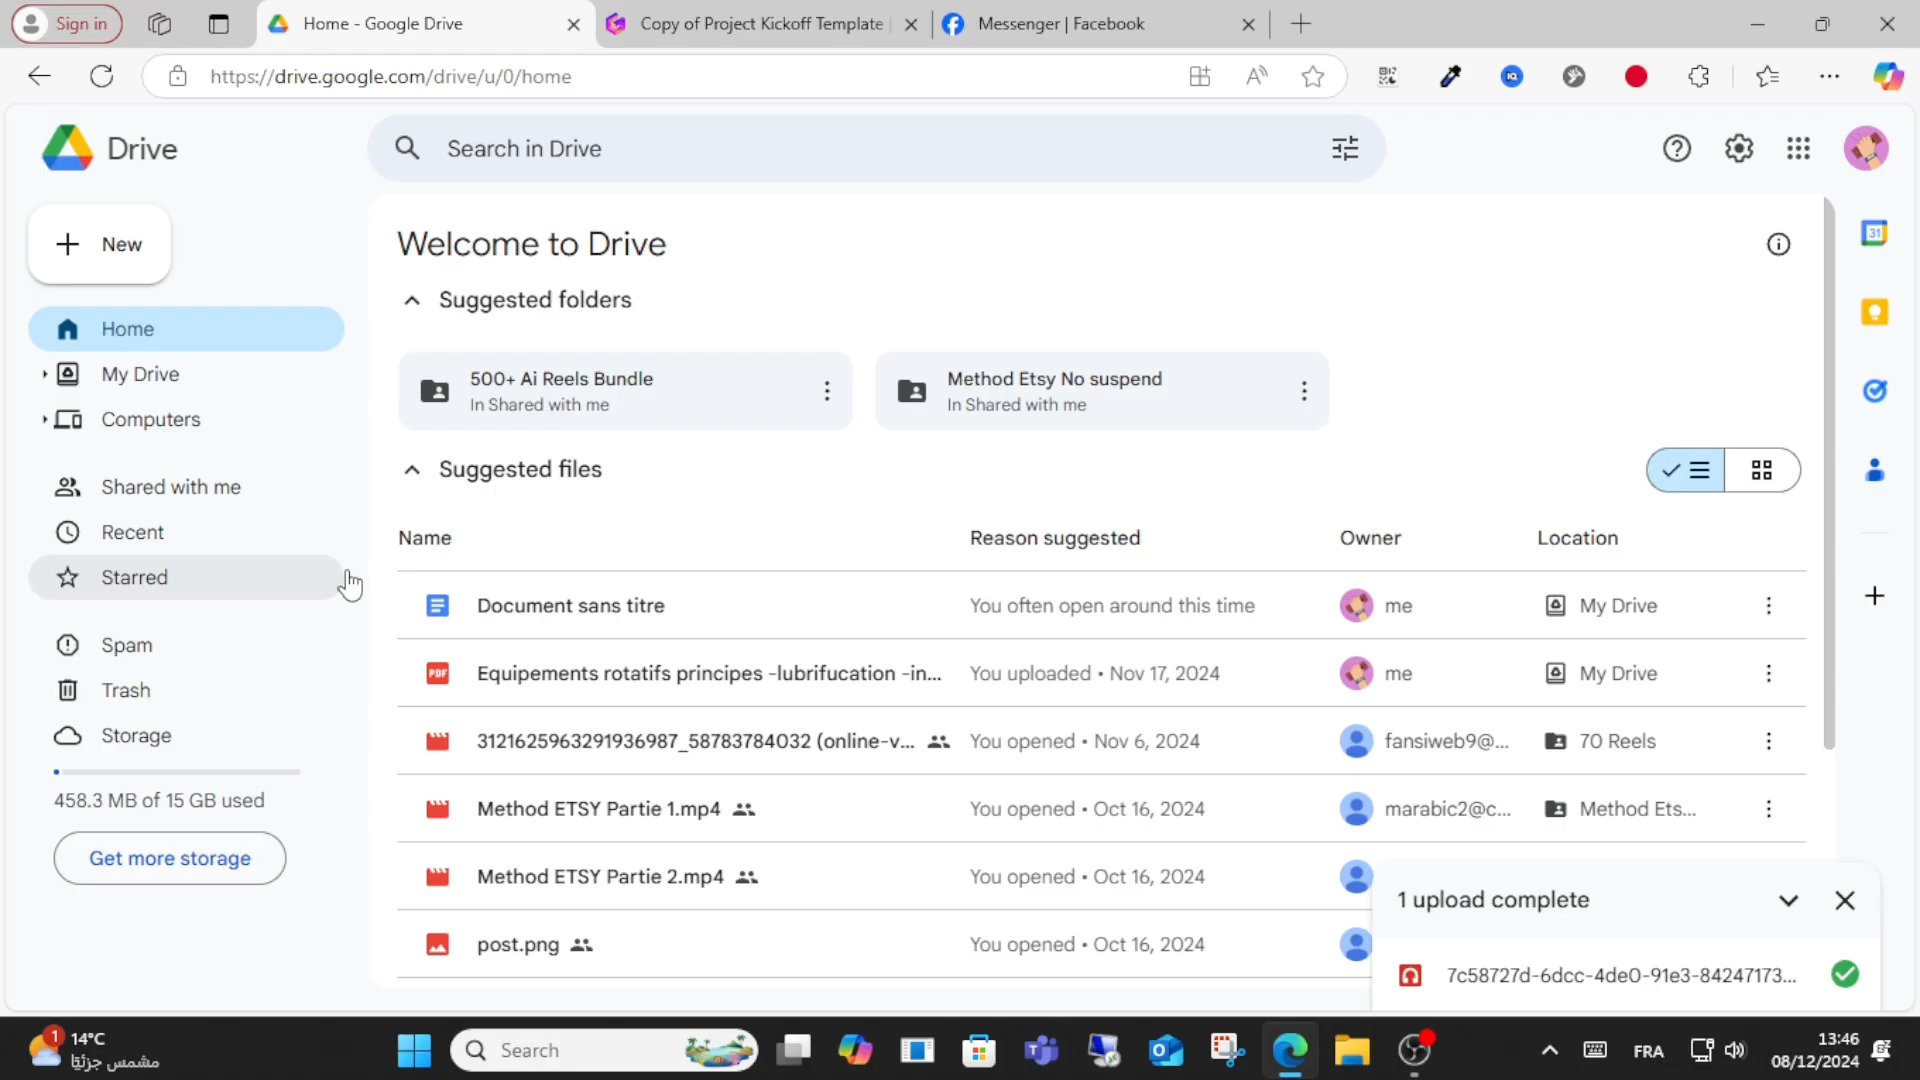 Sign in
Home - Google Drive
Copy of Project Kickoff Template
Messenger | Facebook
https://drive.google.com/drive/u/0/home
Drive
Search in Drive
New
Welcome to Drive
31
Suggested folders
Home
My Drive
Computers
500+ Ai Reels Bundle
In Shared with me
Method Etsy No suspend
In Shared with me
Suggested files
Shared with me
Recent
Starred
Spam
Trash
Storage
458.3 MB of 15 GB used
Get more storage
Name Reason suggested Owner Location
Document sans titre You often open around this time me My Drive
PDF Equipements rotatifs principes -lubrifucation -in... You uploaded • Nov 17, 2024 me My Drive
3121625963291936987_58783784032 (online-v... You opened • Nov 6, 2024 fansiweb9@... 70 Reels
Method ETSY Partie 1.mp4 You opened • Oct 16, 2024 marabic2@c... Method Ets...
Method ETSY Partie 2.mp4 You opened • Oct 16, 2024
post.png You opened • Oct 16, 2024
1 upload complete
7c58727d-6dcc-4de0-91e3-84247173...
1
14°C
مشمس جزئيًا
Search
FRA
13:46
08/12/2024